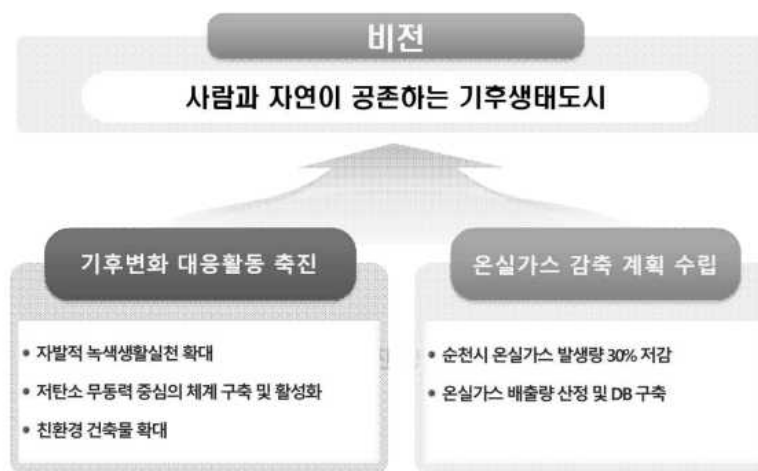 비전
사람과 자연이 공존하는 기후생태도시
기후변화 대응활동 촉진
• 자발적 녹색생활실천 확대
• 저탄소 무동력 중심의 체계 구축 및 활성화
• 친환경 건축물 확대
온실가스 감축 계획 수립
• 순천시 온실가스 발생량 30% 저감
• 온실가스 배출량 산정 및 DB 구축